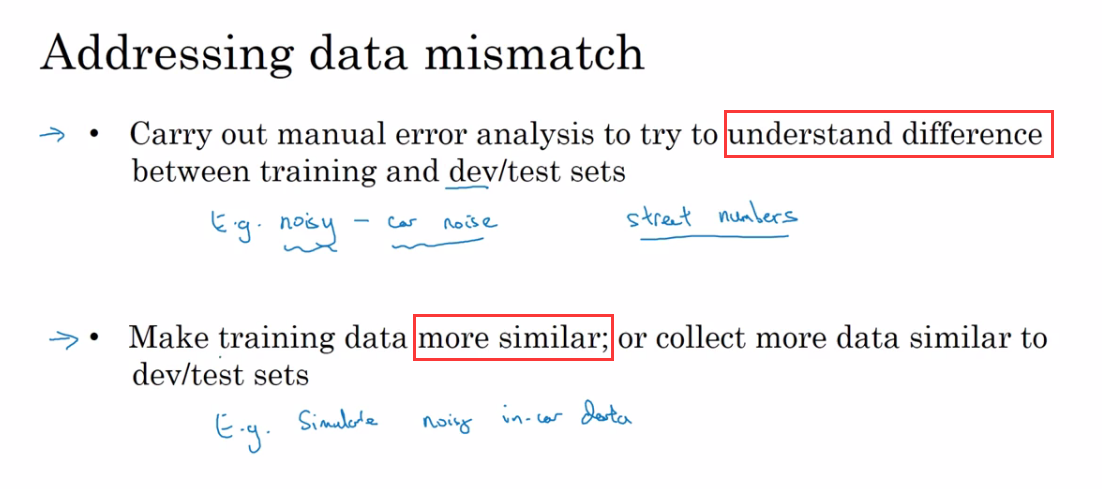 Addressing data mismatch
→ • Carry out manual error analysis to try to understand difference
between training and dev/test sets
E.g. noisy - car noise street numbers
→ • Make training data more similar; or collect more data similar to
dev/test sets
E.g. Simulate noisy in-car data